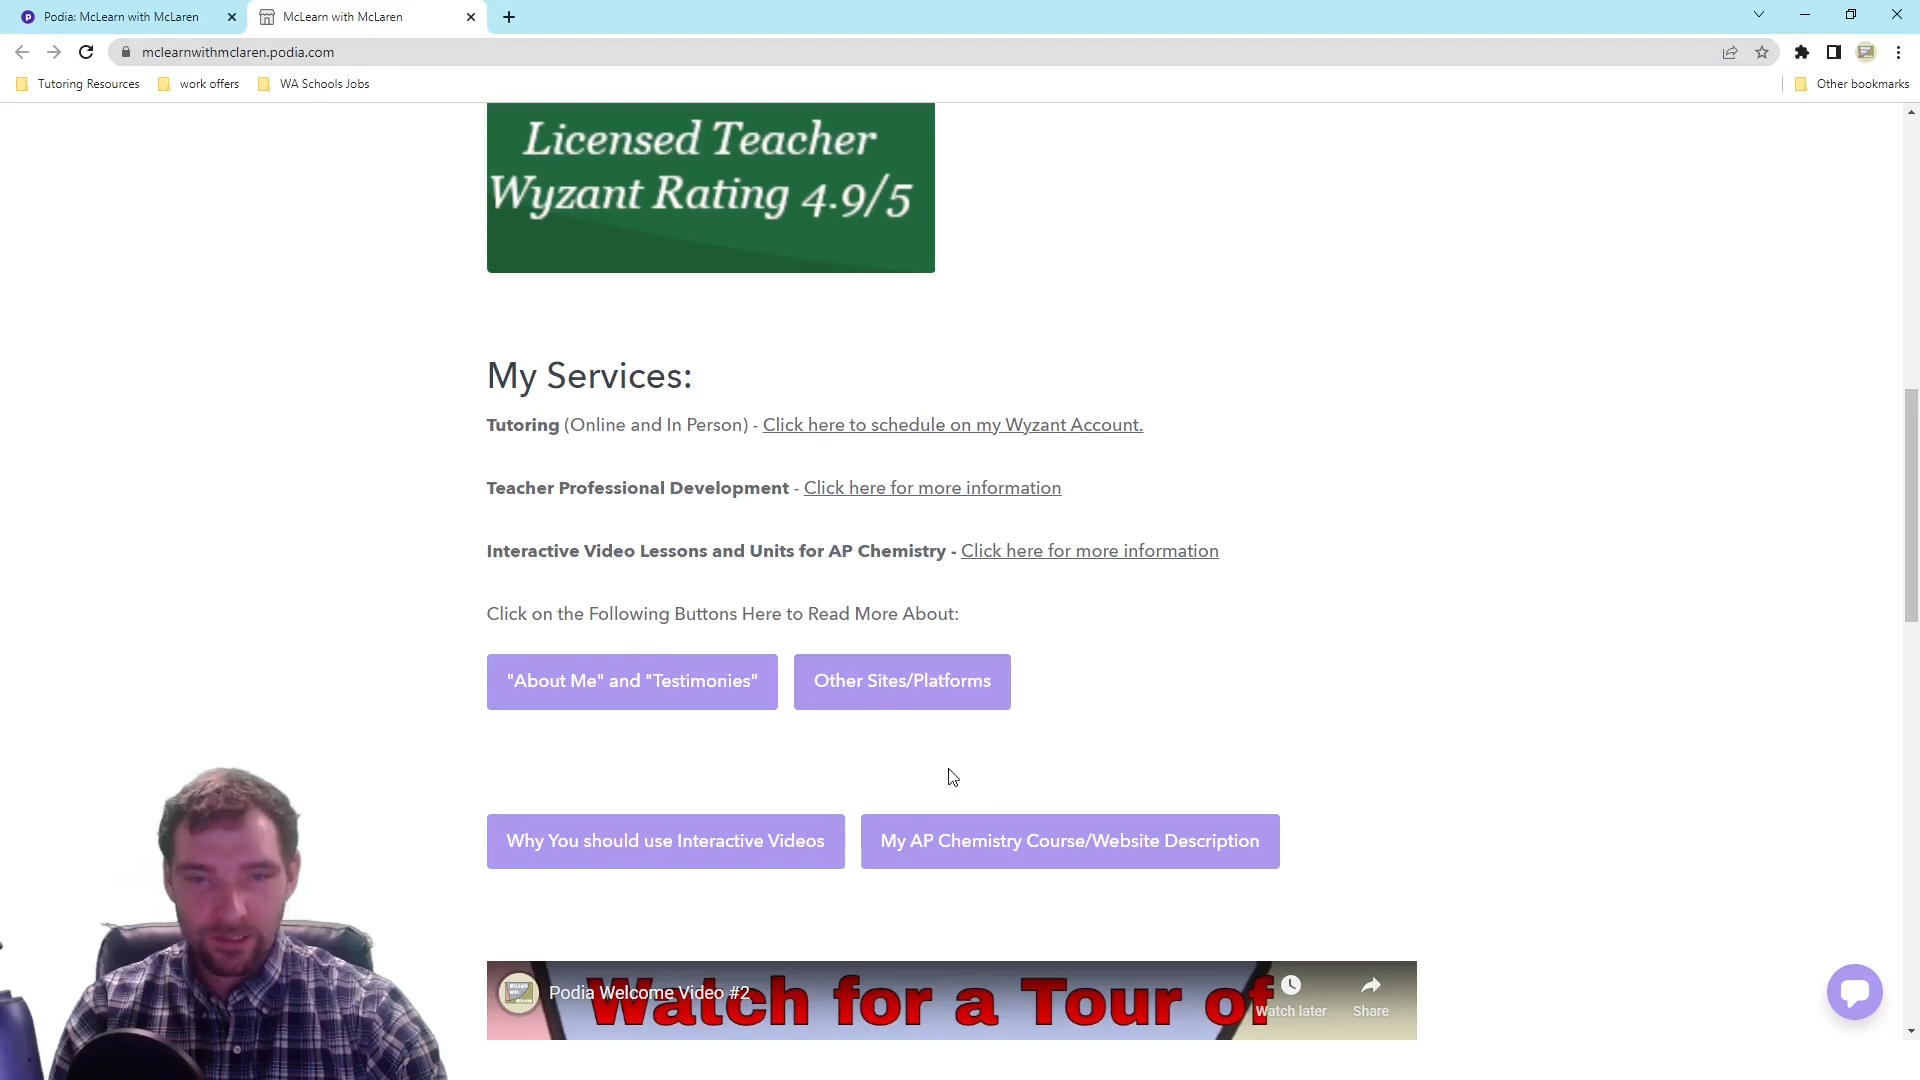 Podia: McLearn with McLaren
McLearn with McLaren
mclearnwithmclaren.podia.com
Tutoring Resources
work offers
WA Schools Jobs
Other bookmarks
Licensed Teacher
Wyzant Rating 4.9/5
My Services:
Tutoring (Online and In Person) - Click here to schedule on my Wyzant Account.
Teacher Professional Development - Click here for more information
Interactive Video Lessons and Units for AP Chemistry - Click here for more information
Click on the Following Buttons Here to Read More About:
"About Me" and "Testimonies"
Other Sites/Platforms
Why You should use Interactive Videos
My AP Chemistry Course/Website Description
Podia Welcome Video #2
Watch for a Tour of
Watch later
Share